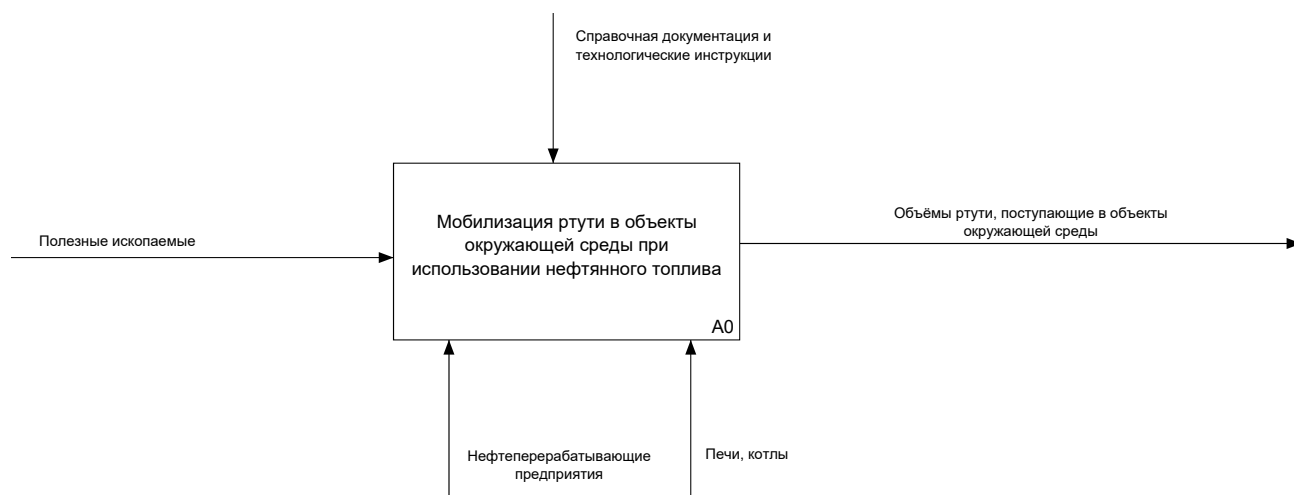 Справочная документация и
технологические инструкции
Мобилизация ртути в объекты
окружающей среды при
использовании нефтянного топлива
A0
Полезные ископаемые
Объёмы ртути, поступающие в объекты
окружающей среды
Нефтеперерабатывающие
предприятия
Печи, котлы